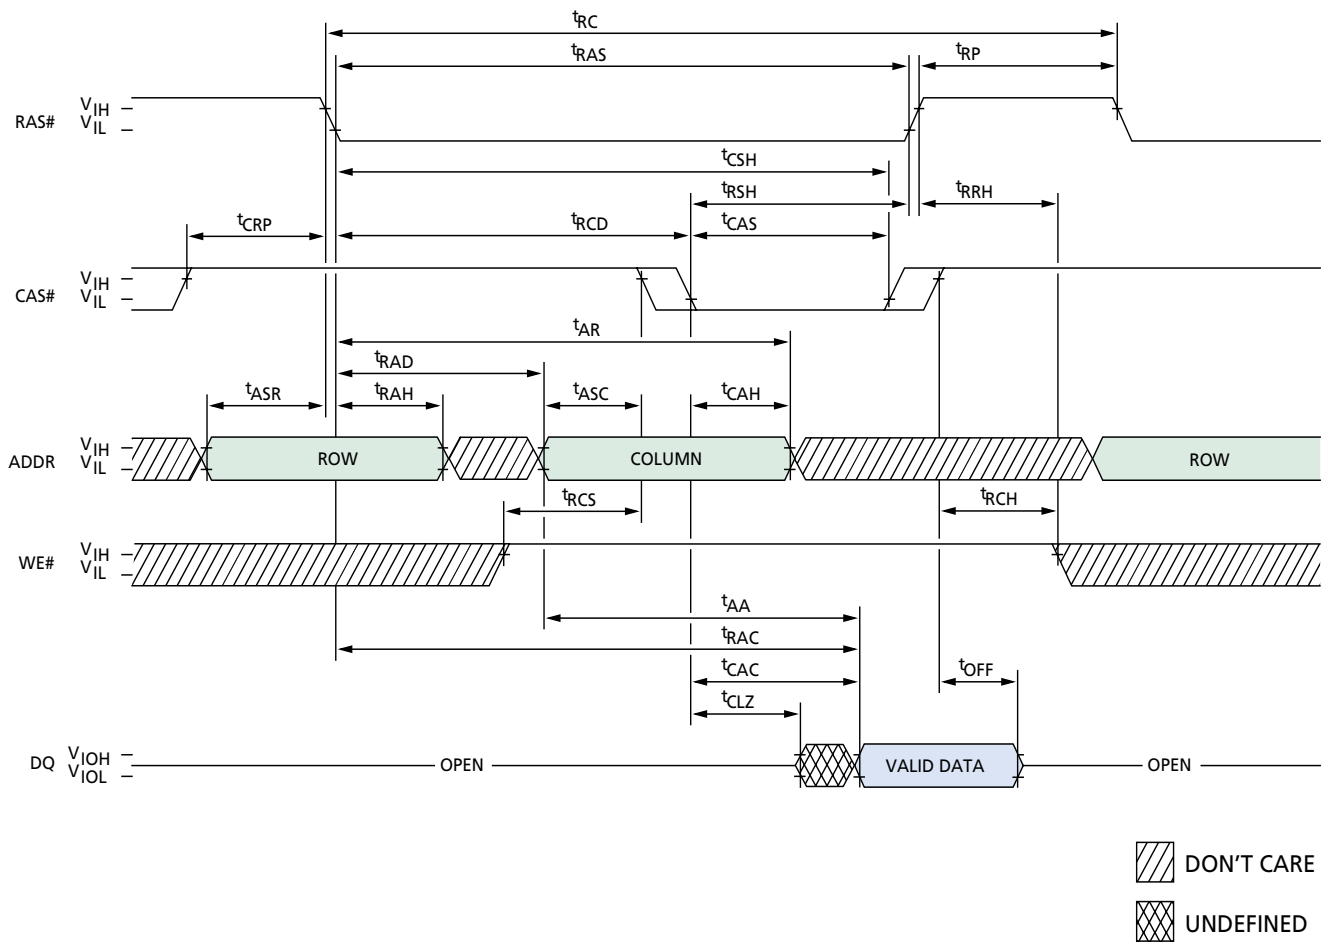 tRC
tRAS
tRP
RAS#
VIH
VIL
tCSH
tRSH
tRRH
tCRP
tRCD
tCAS
CAS#
VIH
VIL
tAR
tRAD
tASR
tRAH
tASC
tCAH
ADDR
VIH
VIL
ROW
COLUMN
ROW
tRCS
tRCH
WE#
VIH
VIL
tAA
tRAC
tCAC
tOFF
tCLZ
DQ
VIOH
VIOL
OPEN
VALID DATA
OPEN
DON'T CARE
UNDEFINED